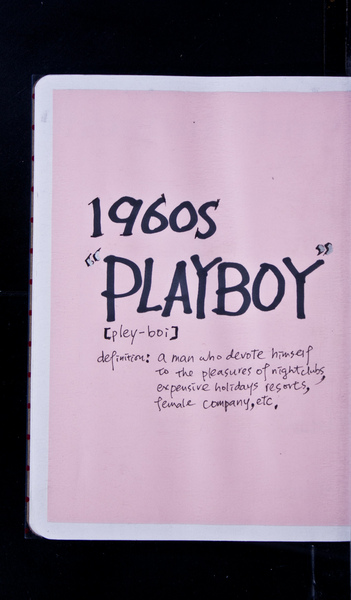 1960s
"PLAYBOY"
[pley-boi]
definition: a man who devote himself
to the pleasures of nightclubs,
expensive holidays resorts,
female company, etc.